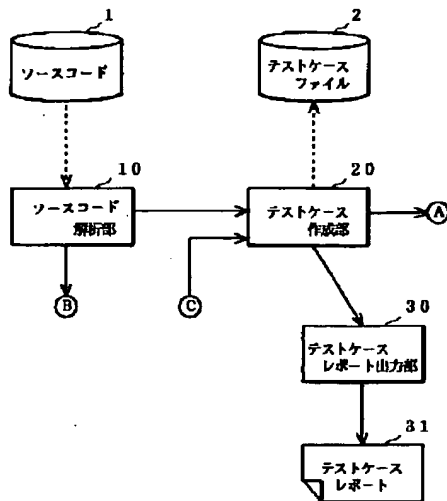 1
ソースコード
2
テストケース
ファイル
10
ソースコード
解析部
20
テストケース
作成部
A
B
C
30
テストケース
レポート出力部
31
テストケース
レポート